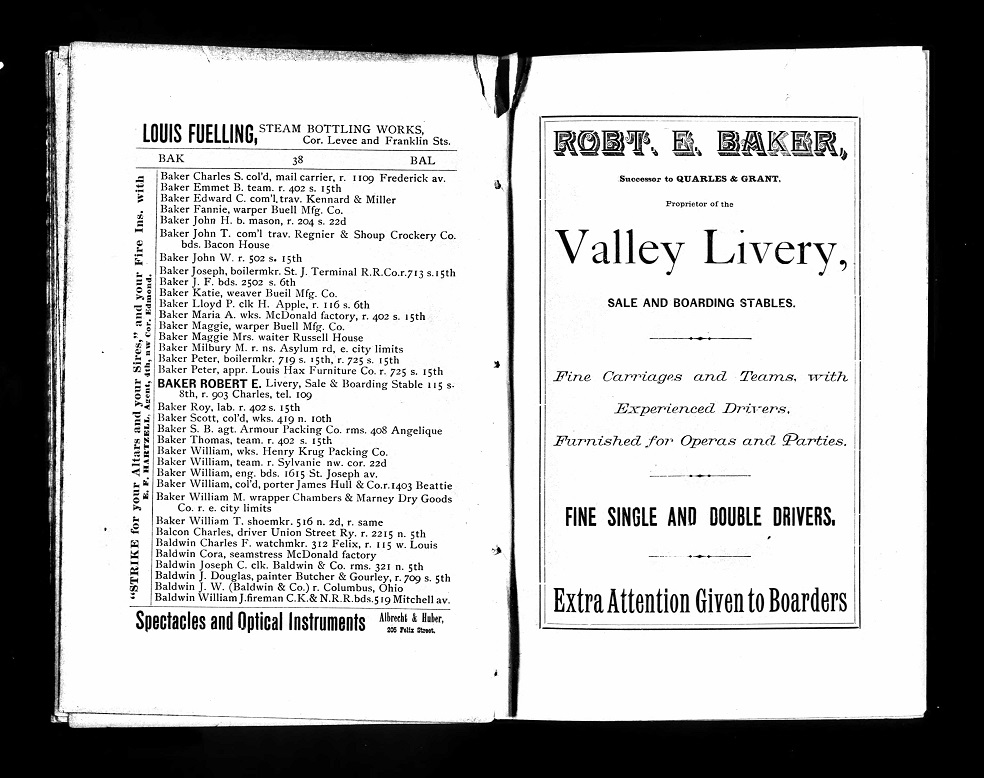 LOUIS FUELLING, STEAM BOTTLING WORKS,
Cor. Levee and Franklin Sts.
BAK 38 BAL
"STRIKE for your Altars and your Sires," and your Fire Ins. with
E. F. HARTZELL, Agent, 4th, nw Cor. Edmond.
Baker Charles S. col'd, mail carrier, r. 1109 Frederick av.
Baker Emmet B. team. r. 402 s. 15th
Baker Edward C. com'l. trav. Kennard & Miller
Baker Fannie, warper Buell Mfg. Co.
Baker John H. b. mason, r. 204 s. 22d
Baker John T. com'l trav. Regnier & Shoup Crockery Co.
bds. Bacon House
Baker John W. r. 502 s. 15th
Baker Joseph, boilermkr. St. J. Terminal R.R.Co.r.713 s.15th
Baker J. F. bds. 2502 s. 6th
Baker Katie, weaver Buell Mfg. Co.
Baker Lloyd P. clk H. Apple, r. 116 s. 6th
Baker Maria A. wks. McDonald factory, r. 402 s. 15th
Baker Maggie, warper Buell Mfg. Co.
Baker Maggie Mrs. waiter Russell House
Baker Milbury M. r. ns. Asylum rd, e. city limits
Baker Peter, boilermkr. 719 s. 15th, r. 725 s. 15th
Baker Peter, appr. Louis Hax Furniture Co. r. 725 s. 15th
BAKER ROBERT E. Livery, Sale & Boarding Stable 115 s.
8th, r. 903 Charles, tel. 109
Baker Roy, lab. r. 402 s. 15th
Baker Scott, col'd, wks. 419 n. 10th
Baker S. B. agt. Armour Packing Co. rms. 408 Angelique
Baker Thomas, team. r. 402 s. 15th
Baker William, wks. Henry Krug Packing Co.
Baker William, team. r. Sylvanie nw. cor. 22d
Baker William, eng. bds. 1615 St. Joseph av.
Baker William, col'd, porter James Hull & Co.r.1403 Beattie
Baker William M. wrapper Chambers & Marney Dry Goods
Co. r. e. city limits
Baker William T. shoemkr. 516 n. 2d, r. same
Balcon Charles, driver Union Street Ry. r. 2215 n. 5th
Baldwin Charles F. watchmkr. 312 Felix, r. 115 w. Louis
Baldwin Cora, seamstress McDonald factory
Baldwin Joseph C. clk. Baldwin & Co. rms. 321 n. 5th
Baldwin J. Douglas, painter Butcher & Gourley, r. 709 s. 5th
Baldwin J. W. (Baldwin & Co.) r. Columbus, Ohio
Baldwin William J.fireman C.K.& N.R.R.bds.519 Mitchell av.
Spectacles and Optical Instruments Albrecht & Huber,
205 Felix Street.
ROBT. E. BAKER,
Successor to QUARLES & GRANT.
Proprietor of the
Valley Livery,
SALE AND BOARDING STABLES.
Fine Carriages and Teams, with
Experienced Drivers,
Furnished for Operas and Parties.
FINE SINGLE AND DOUBLE DRIVERS.
Extra Attention Given to Boarders